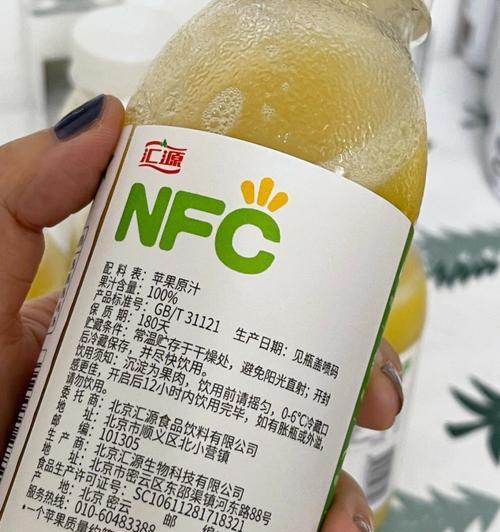 汇源
NFC
配料表：苹果原汁
果汁含量：100%
产品标准号：GB/T 31121 生产日期：见瓶盖喷码
保质期：180天
贮藏条件：常温贮存于干燥处，避免阳光直射，开封
后冷藏保存，并尽快饮用。
饮用须知：沉淀为果肉，饮用前请摇匀，0-6℃冷藏口
感更佳，开启后12小时内饮用完毕，如有胀瓶或外溢，
请勿饮用。
委托商：北京汇源食品饮料有限公司
地址：北京市顺义区北小营镇
101305
生产商：北京汇源生物科技有限公司
地址：北京市密云区东邵渠镇河东路88号
食品生产许可证号：SC10611281718321
产地：北京 密云 邮编
服务热线：010-60483388